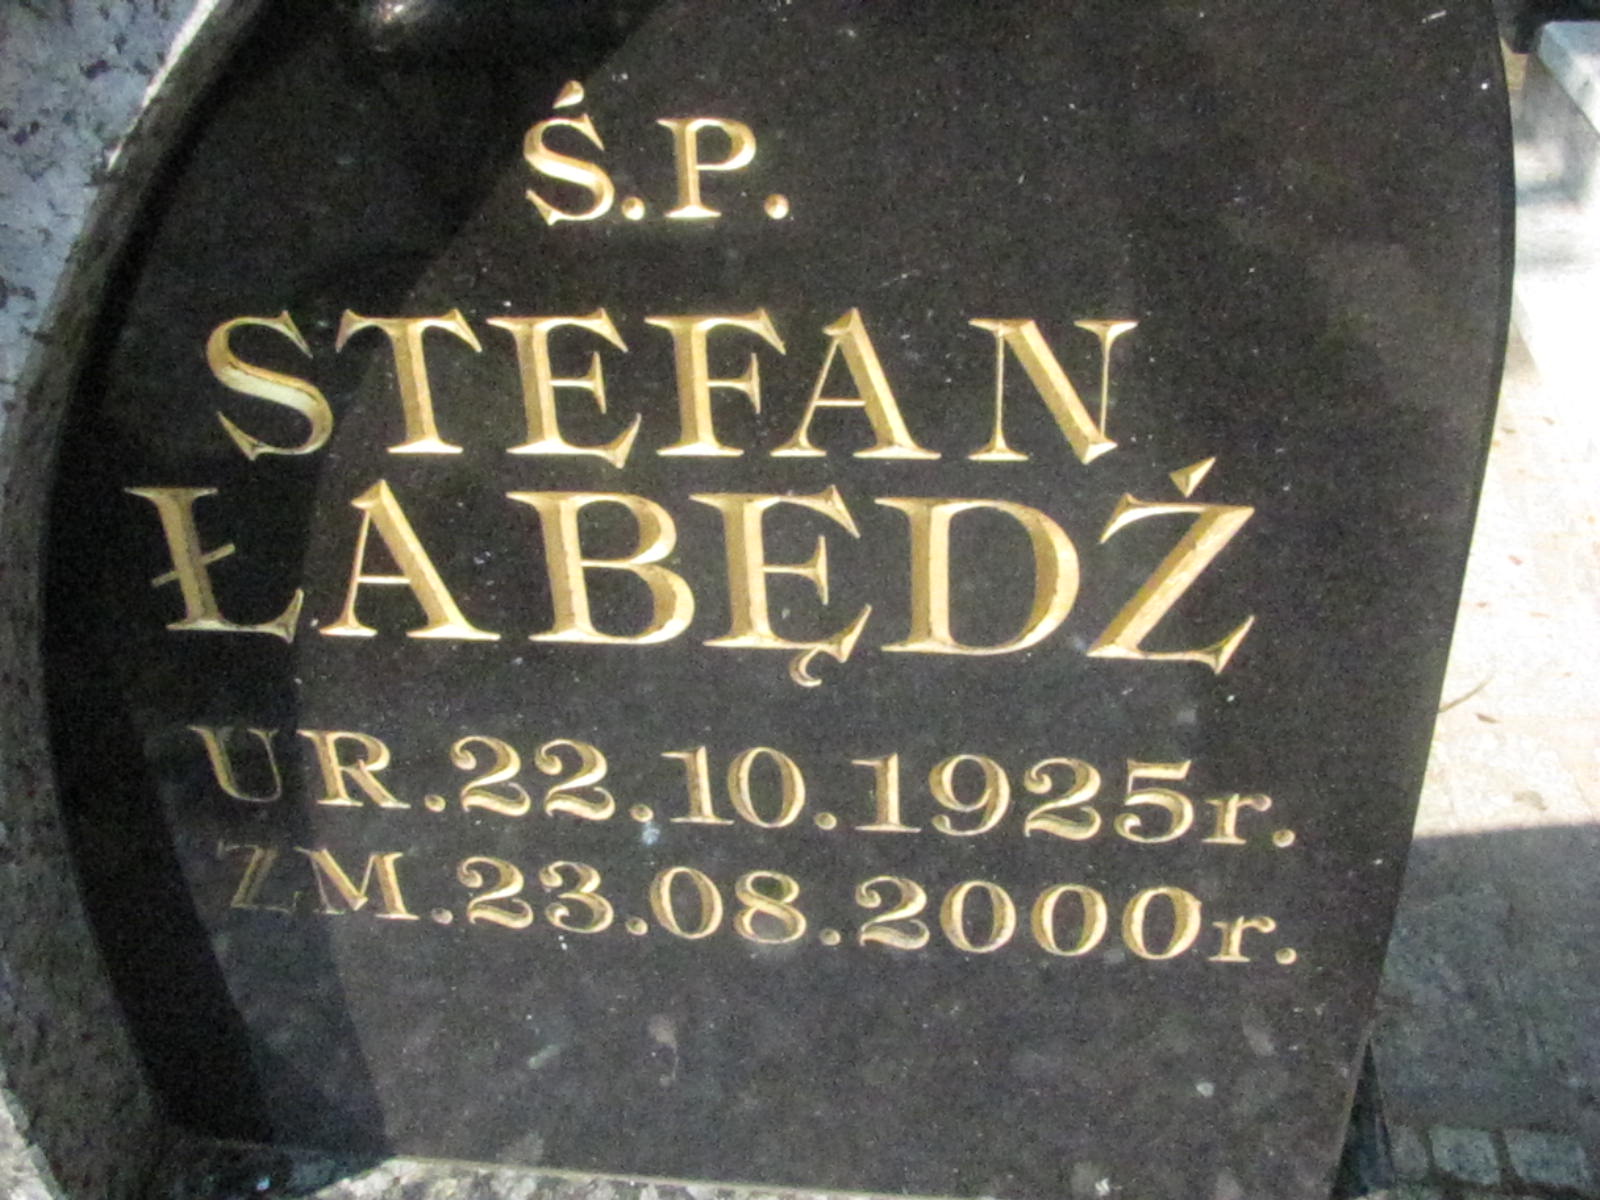 Ś.P.
STEFAN
ŁABĘDŹ
UR.22.10.1925r.
ZM.23.08.2000r.